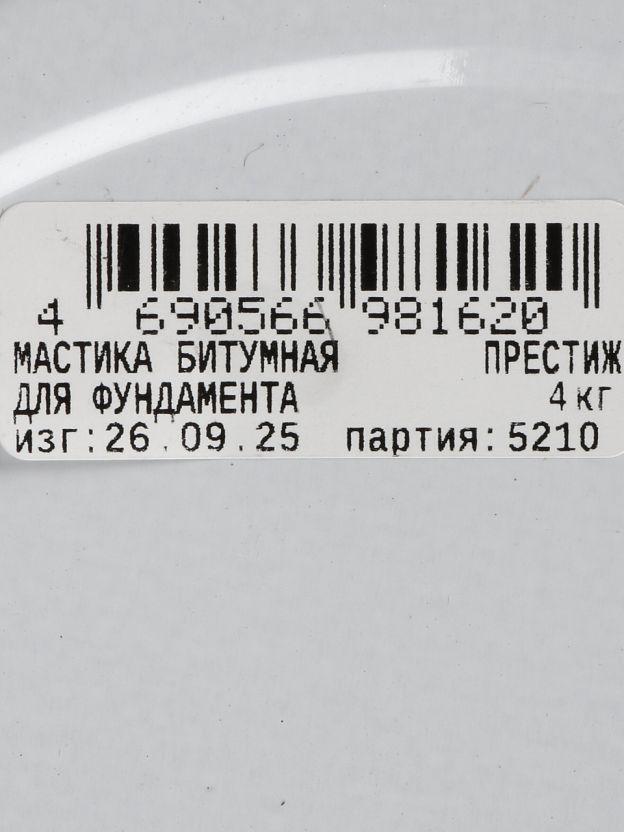 4 690566 981620
МАСТИКА БИТУМНАЯ ПРЕСТИЖ
ДЛЯ ФУНДАМЕНТА 4кг
изг:26.09.25 партия:5210